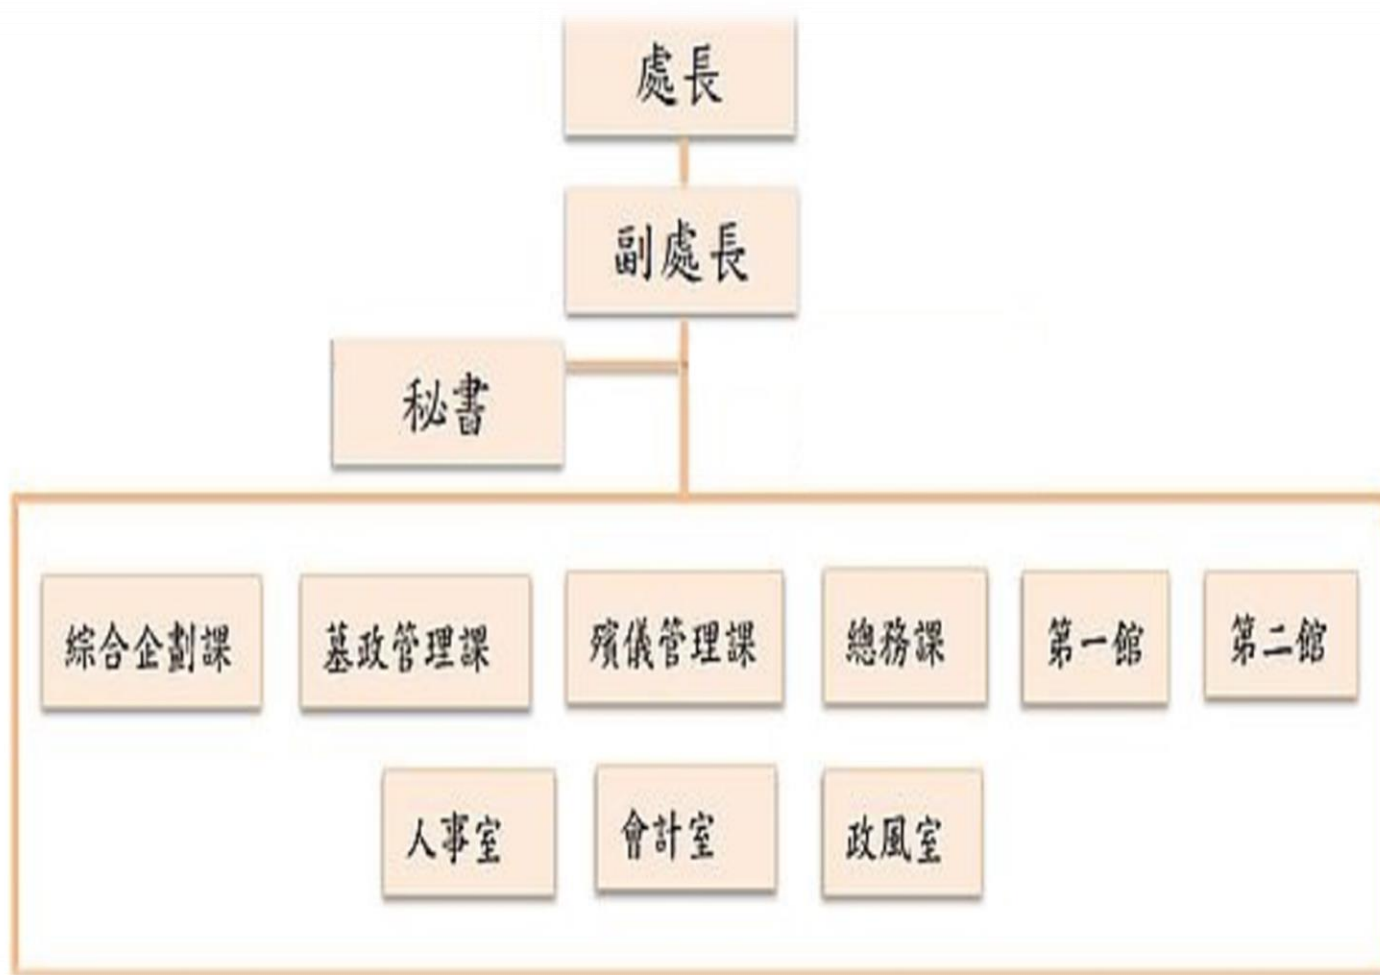 處長
副處長
秘書
綜合企劃課
墓政管理課
殯儀管理課
總務課
第一館
第二館
人事室
會計室
政風室